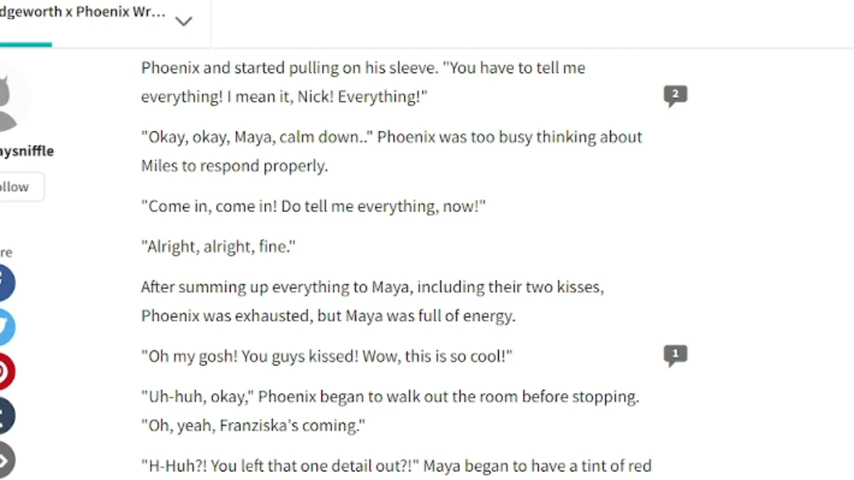 dgeworth x Phoenix Wr...
Phoenix and started pulling on his sleeve. "You have to tell me
everything! I mean it, Nick! Everything!"
2
"Okay, okay, Maya, calm down.." Phoenix was too busy thinking about
Miles to respond properly.
aysniffle
ollow
"Come in, come in! Do tell me everything, now!"
"Alright, alright, fine."
re
After summing up everything to Maya, including their two kisses,
Phoenix was exhausted, but Maya was full of energy.
"Oh my gosh! You guys kissed! Wow, this is so cool!"
1
"Uh-huh, okay," Phoenix began to walk out the room before stopping.
"Oh, yeah, Franziska's coming."
"H-Huh?! You left that one detail out?!" Maya began to have a tint of red